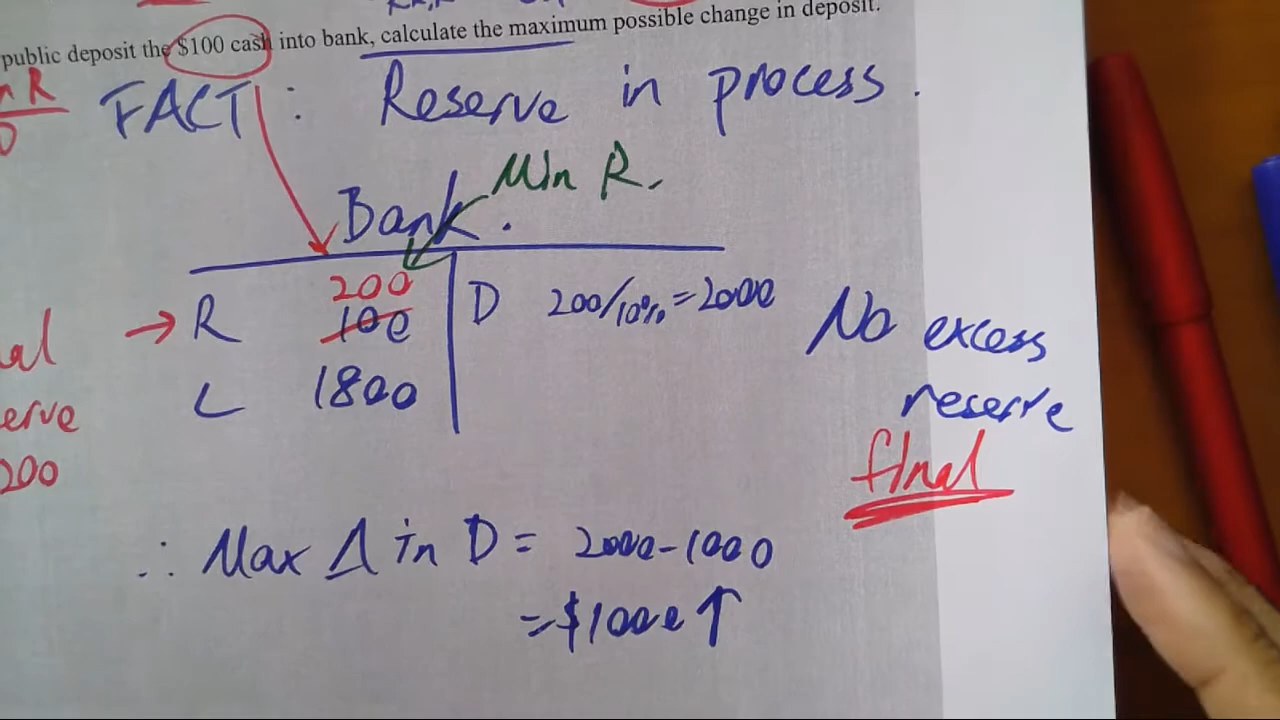 public deposit the $100 cash into bank, calculate the maximum possible change in deposit.
R
FACT : Reserve in process.
D
Min R.
Bank.
200
R 100 D 200/10%=2000
L 1800
No excess
reserve
final
200
∴ Max Δ in D = 2000-1000
=$1000↑